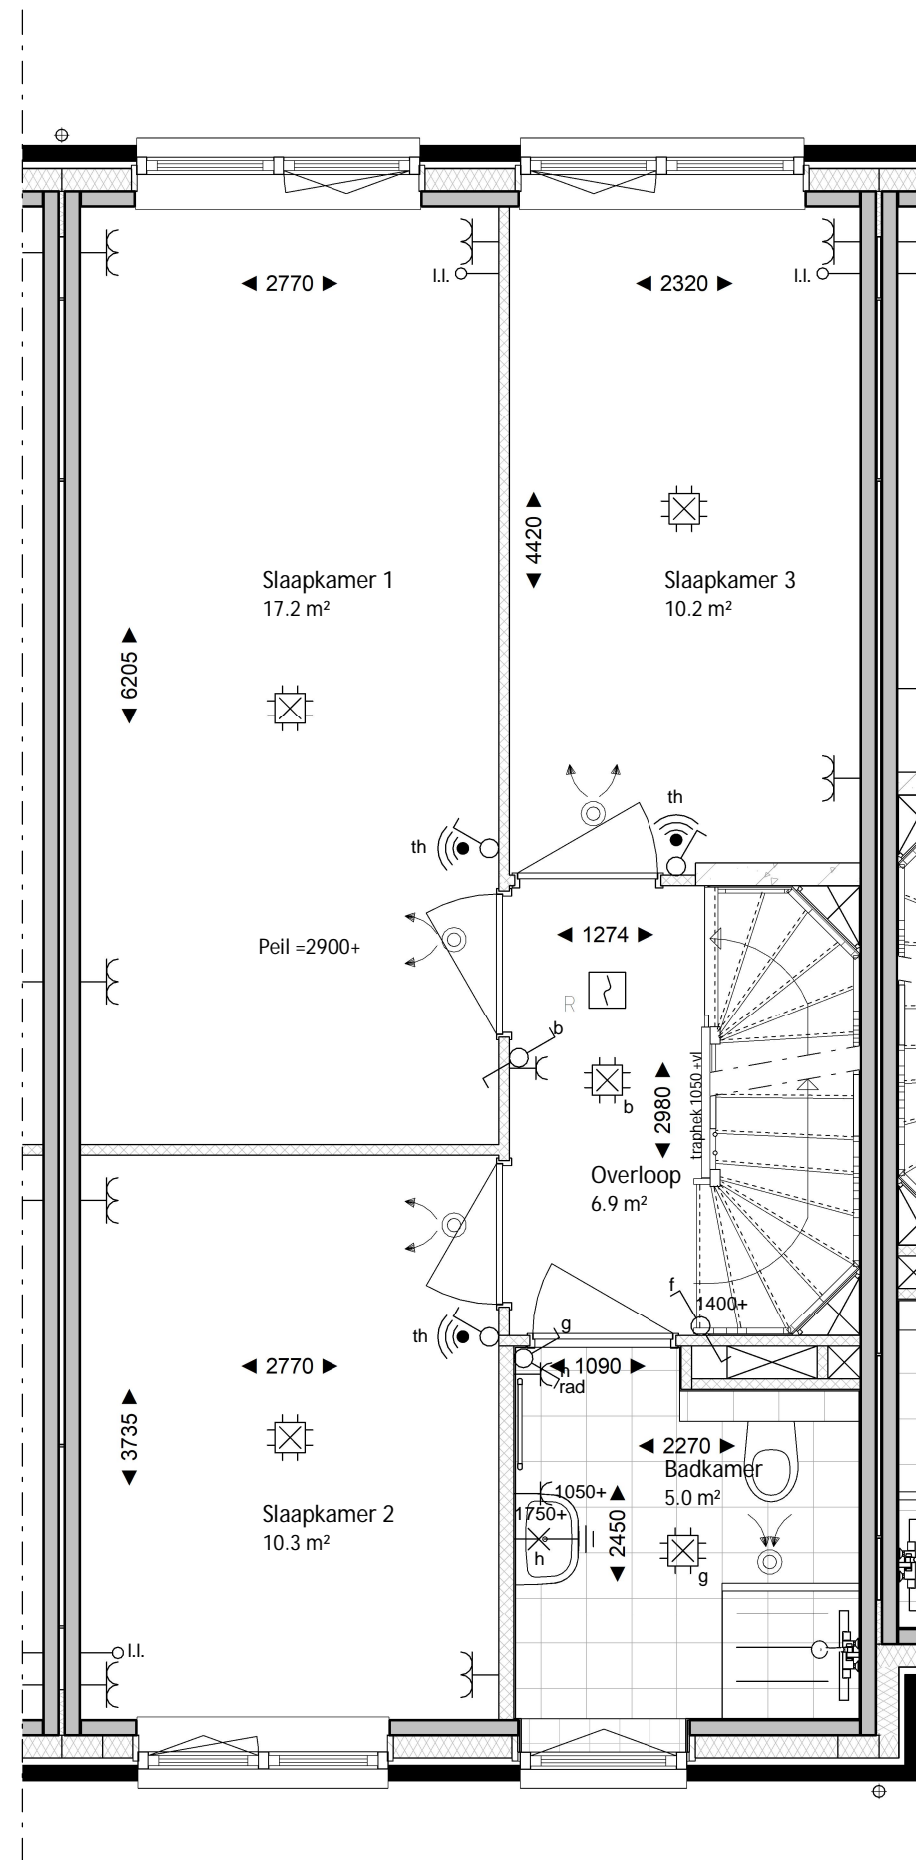 l.l.
◄ 2770 ►
l.l.
◄ 2320 ►
◄ 4420 ►
Slaapkamer 1
17.2 m²
Slaapkamer 3
10.2 m²
◄ 6205 ►
th
th
Peil =2900+
◄ 1274 ►
R
b
b
◄ 2980 ►
traphek 1050 +vl
Overloop
6.9 m²
f
1400+
th
g
◄ 2770 ►
h
rad
◄ 1090 ►
◄ 3735 ►
◄ 2270 ►
Badkamer
5.0 m²
1050+
1750+
◄ 2450 ►
h
g
Slaapkamer 2
10.3 m²
l.l.